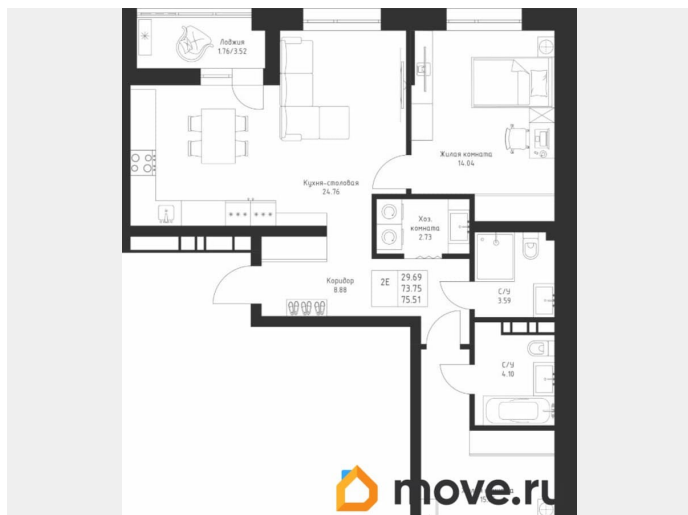 Лоджия
1.76/3.52
Жилая комната
14.04
Кухня-столовая
24.76
Хоз.
комната
2.73
Коридор
8.88
2Е
29.69
73.75
75.51
С/У
3.59
С/У
4.10
move.ru